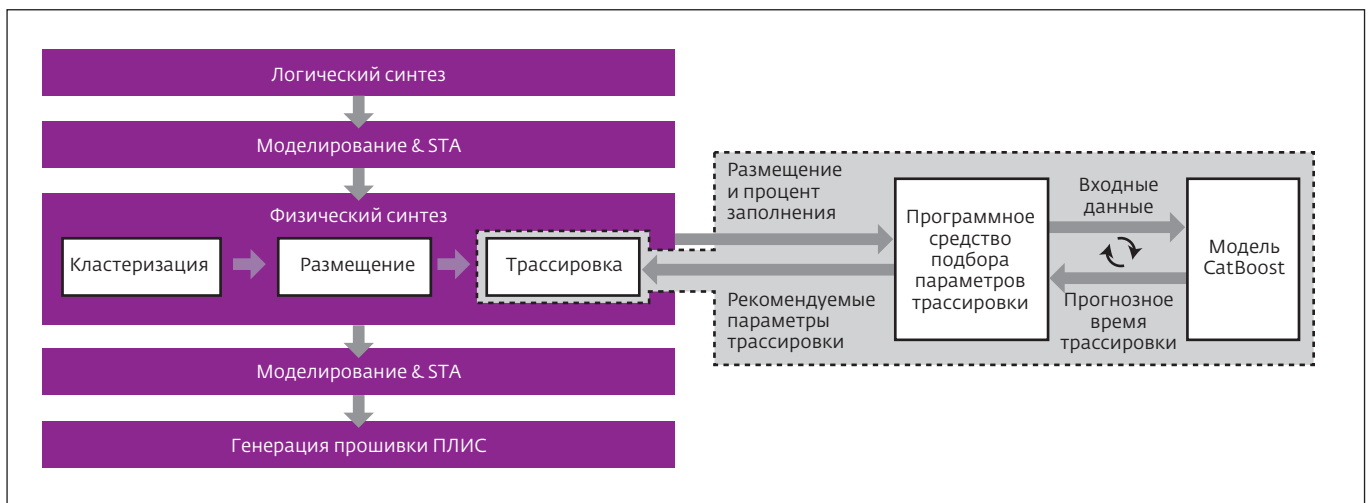 Логический синтез
Моделирование & STA
Физический синтез
Кластеризация
Размещение
Трассировка
Моделирование & STA
Генерация прошивки ПЛИС
Размещение
и процент
заполнения
Рекомендуемые
параметры
трассировки
Программное
средство
подбора
параметров
трассировки
Входные
данные
Прогнозное
время
трассировки
Модель
CatBoost